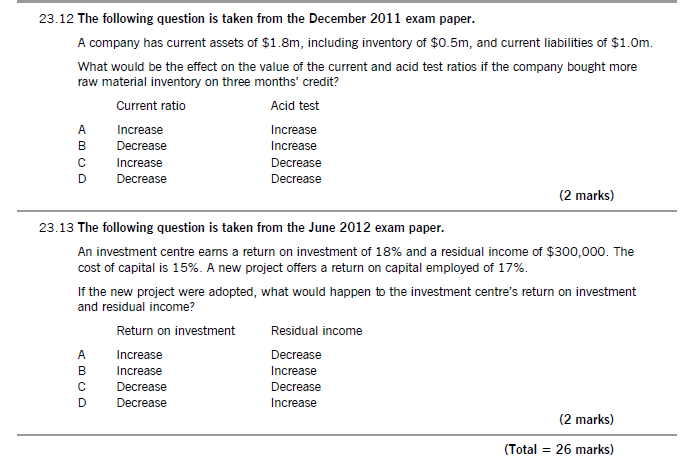 23.12 The following question is taken from the December 2011 exam paper.
A company has current assets of $1.8m, including inventory of $0.5m, and current liabilities of $1.0m.
What would be the effect on the value of the current and acid test ratios if the company bought more
raw material inventory on three months' credit?
Current ratio Acid test
A Increase Increase
B Decrease Increase
C Increase Decrease
D Decrease Decrease
(2 marks)
23.13 The following question is taken from the June 2012 exam paper.
An investment centre earns a return on investment of 18% and a residual income of $300,000. The
cost of capital is 15%. A new project offers a return on capital employed of 17%.
If the new project were adopted, what would happen to the investment centre's return on investment
and residual income?
Return on investment Residual income
A Increase Decrease
B Increase Increase
C Decrease Decrease
D Decrease Increase
(2 marks)
(Total = 26 marks)